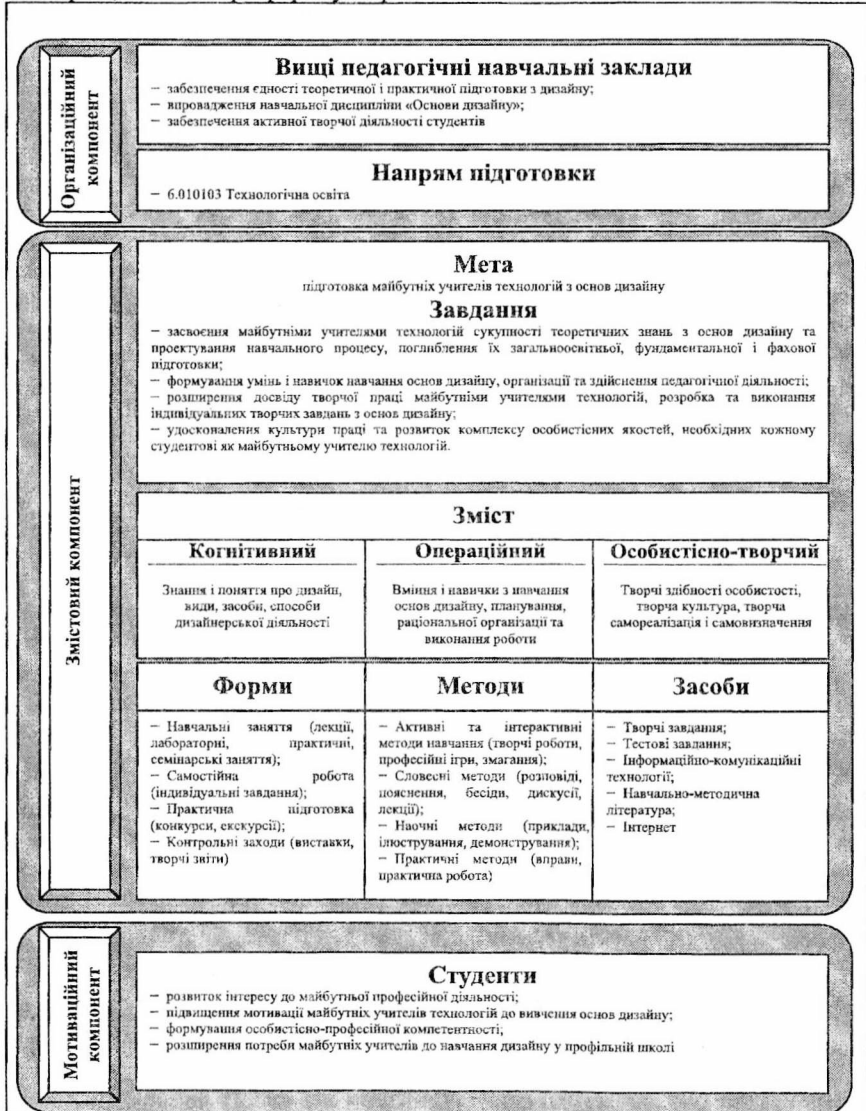 Організаційний
компонент
Вищі педагогічні навчальні заклади
− забезпечення єдності теоретичної і практичної підготовки з дизайну;
− впровадження навчальної дисципліни «Основи дизайну»;
− забезпечення активної творчої діяльності студентів
Напрям підготовки
− 6.010103 Технологічна освіта
Змістовий компонент
Мета
підготовка майбутніх учителів технологій з основ дизайну
Завдання
− засвоєння майбутніми учителями технологій сукупності теоретичних знань з основ дизайну та
проектування навчального процесу, поглиблення їх загальноосвітньої, фундаментальної і фахової
підготовки;
− формування умінь і навичок навчання основ дизайну, організації та здійснення педагогічної діяльності;
− розширення досвіду творчої праці майбутніми учителями технологій, розробка та виконання
індивідуальних творчих завдань з основ дизайну;
− удосконалення культури праці та розвиток комплексу особистісних якостей, необхідних кожному
студентові як майбутньому учителю технологій.
Зміст
Когнітивний
Знання і поняття про дизайн,
види, засоби, способи
дизайнерської діяльності
Операційний
Вміння і навички з навчання
основ дизайну, планування,
раціональної організації та
виконання роботи
Особистісно-творчий
Творчі здібності особистості,
творча культура, творча
самореалізація і самовизначення
Форми
− Навчальні заняття (лекції,
лабораторні, практичні,
семінарські заняття);
− Самостійна робота
(індивідуальні завдання);
− Практична підготовка
(конкурси, екскурсії);
− Контрольні заходи (виставки,
творчі звіти)
Методи
− Активні та інтерактивні
методи навчання (творчі роботи,
професійні ігри, змагання);
− Словесні методи (розповіді,
пояснення, бесіди, дискусії,
лекції);
− Наочні методи (приклади,
ілюстрування, демонстрування);
− Практичні методи (вправи,
практична робота)
Засоби
− Творчі завдання;
− Тестові завдання;
− Інформаційно-комунікаційні
технології;
− Навчально-методична
література;
− Інтернет
Мотиваційний
компонент
Студенти
− розвиток інтересу до майбутньої професійної діяльності;
− підвищення мотивації майбутніх учителів технологій до вивчення основ дизайну;
− формування особистісно-професійної компетентності;
− розширення потреби майбутніх учителів до навчання дизайну у профільній школі